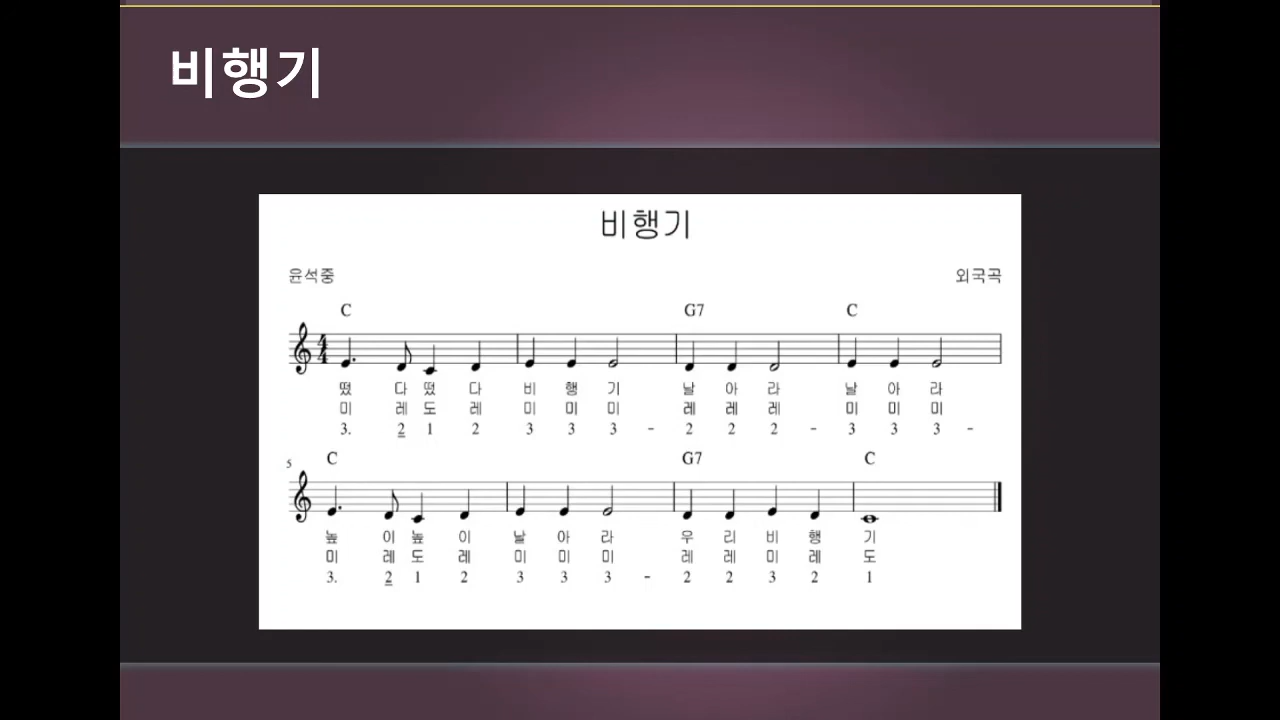 비행기
비행기
윤석중 외국곡
C G7 C
4
4
떴 다 떴 다 비 행 기 날 아 라 날 아 라
미 레 도 레 미 미 미 레 레 레 미 미 미
3. 2 1 2 3 3 3 - 2 2 2 - 3 3 3 -
5 C G7 C
높 이 높 이 날 아 라 우 리 비 행 기
미 레 도 레 미 미 미 레 레 미 레 도
3. 2 1 2 3 3 3 - 2 2 3 2 1